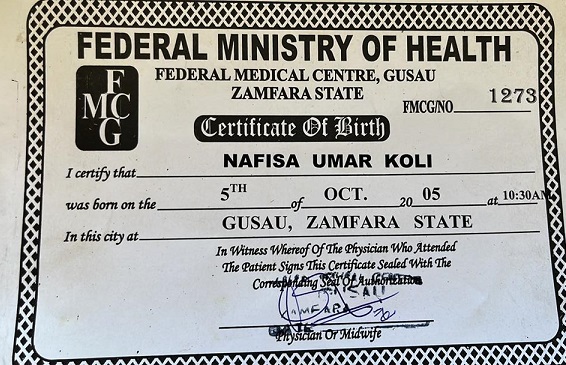 FEDERAL MINISTRY OF HEALTH
FMCG
FEDERAL MEDICAL CENTRE, GUSAU
ZAMFARA STATE
FMCG/NO 1273
Certificate Of Birth
I certify that NAFISA UMAR KOLI
was born on the 5TH of OCT. 20 05 at 10:30AM
In this city at GUSAU, ZAMFARA STATE
In Witness Whereof Of The Physician Who Attended
The Patient Signs This Certificate Sealed With The
Corresponding Seal Of Authorization
GUSAU
ZAMFARA
Physician Or Midwife